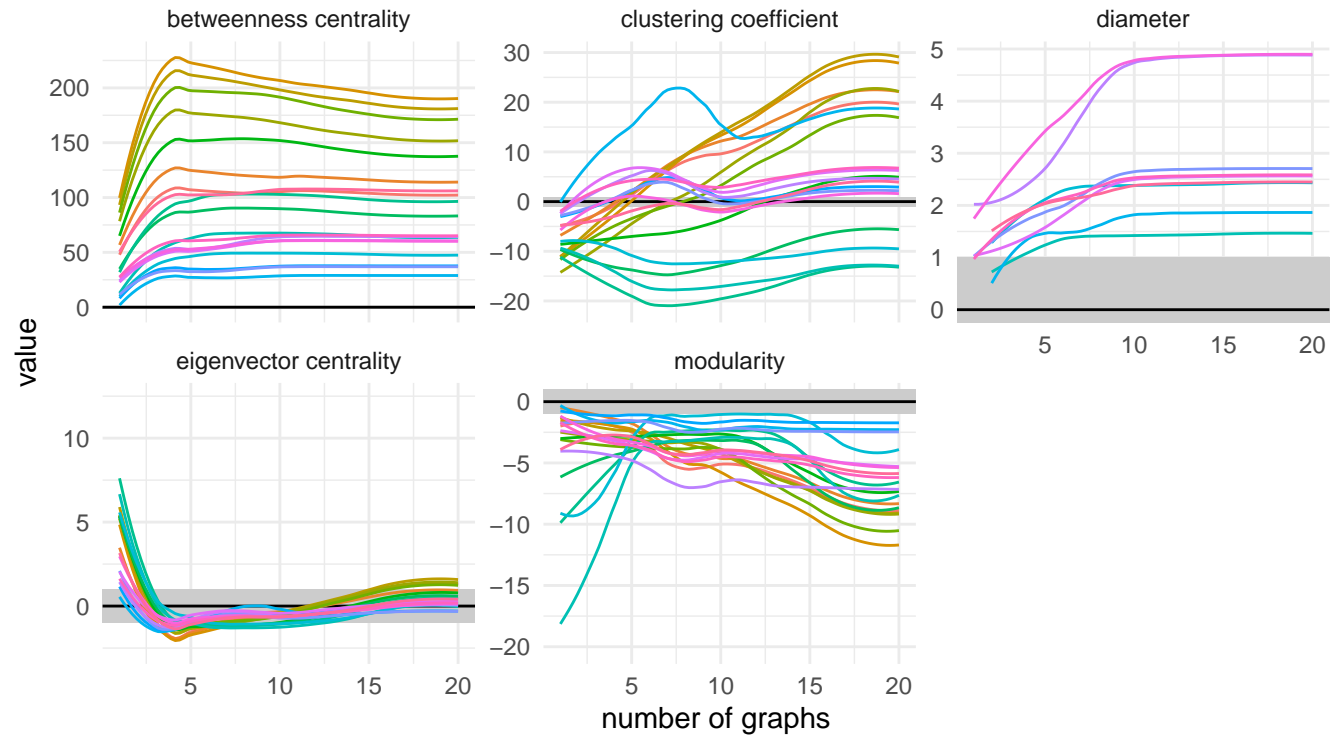 betweenness centrality
clustering coefficient
diameter
200
150
100
50
0
30
20
10
0
−10
−20
5
4
3
2
1
0
5 10 15 20
value
eigenvector centrality
modularity
10
5
0
0
−5
−10
−15
−20
5 10 15 20
5 10 15 20
number of graphs